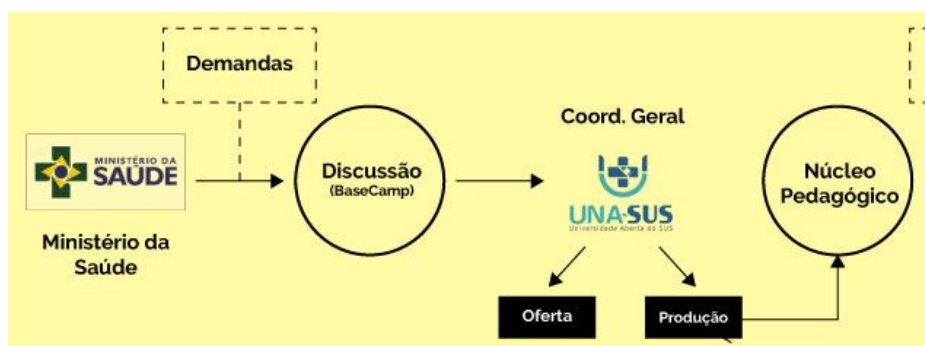 Demandas
MINISTÉRIO DA
SAÚDE
Ministério da
Saúde
Discussão
(BaseCamp)
Coord. Geral
UNA-SUS
Universidade Aberta do SUS
Oferta
Produção
Núcleo
Pedagógico